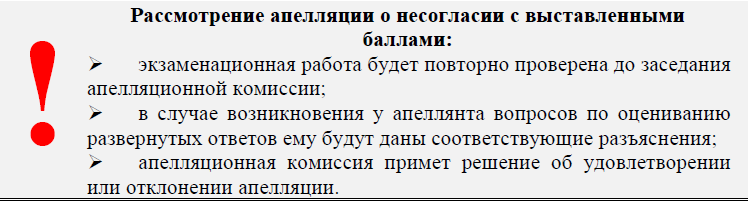 Рассмотрение апелляции о несогласии с выставленными
баллами:
➢ экзаменационная работа будет повторно проверена до заседания
апелляционной комиссии;
➢ в случае возникновения у апеллянта вопросов по оцениванию
развернутых ответов ему будут даны соответствующие разъяснения;
➢ апелляционная комиссия примет решение об удовлетворении
или отклонении апелляции.
!